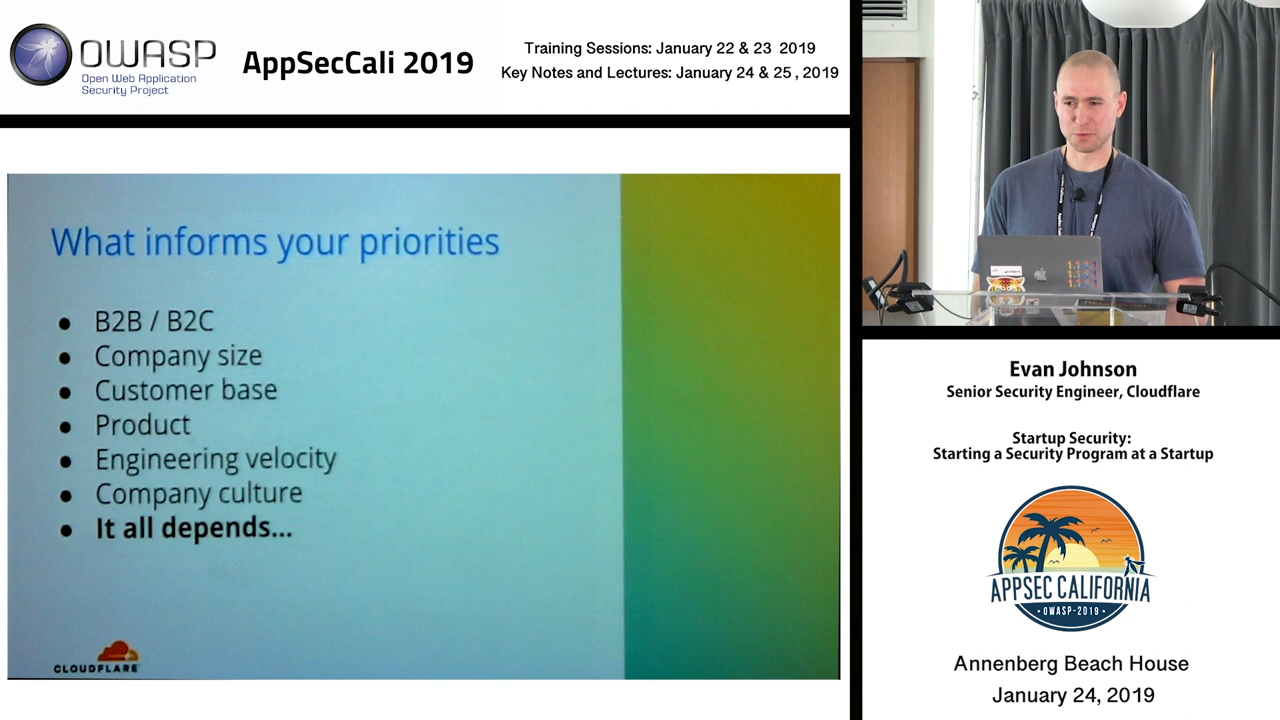 OWASP
Open Web Application
Security Project
AppSecCali 2019
Training Sessions: January 22 & 23 2019
Key Notes and Lectures: January 24 & 25, 2019
What informs your priorities
B2B / B2C
Company size
Customer base
Product
Engineering velocity
Company culture
It all depends...
CLOUDFLARE
Evan Johnson
Senior Security Engineer, Cloudflare
Startup Security:
Starting a Security Program at a Startup
APPSEC CALIFORNIA
OWASP-2019
Annenberg Beach House
January 24, 2019